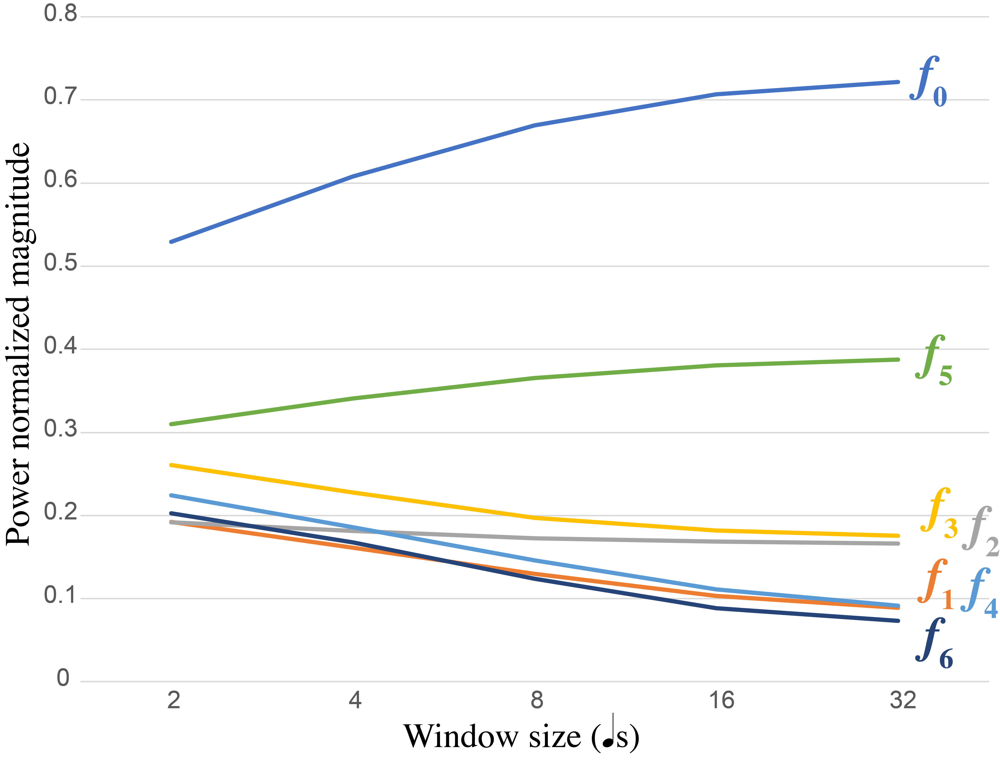 0.8
0.7
0.6
0.5
0.4
0.3
0.2
0.1
0
Power normalized magnitude
f0
f5
f3
f2
f1
f4
f6
2 4 8 16 32
Window size (♩s)